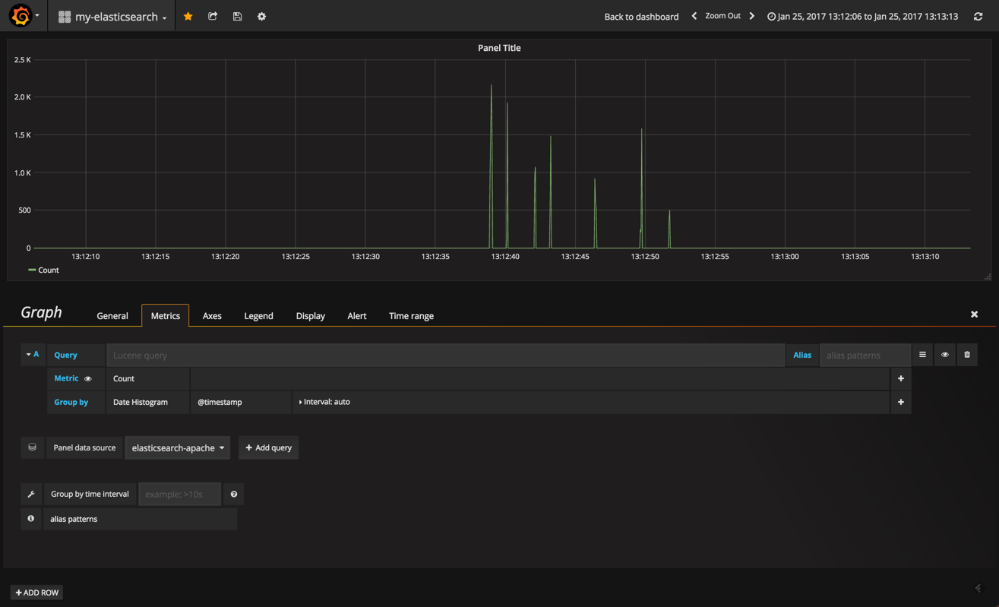 my-elasticsearch
Back to dashboard Zoom Out Jan 25, 2017 13:12:06 to Jan 25, 2017 13:13:13
Panel Title
2.5 K
2.0 K
1.5 K
1.0 K
500
0
13:12:10 13:12:15 13:12:20 13:12:25 13:12:30 13:12:35 13:12:40 13:12:45 13:12:50 13:12:55 13:13:00 13:13:05 13:13:10
Count
Graph General Metrics Axes Legend Display Alert Time range
A Query Lucene query Alias alias patterns
Metric Count
Group by Date Histogram @timestamp Interval: auto
Panel data source elasticsearch-apache + Add query
Group by time interval example: >10s
alias patterns
+ ADD ROW